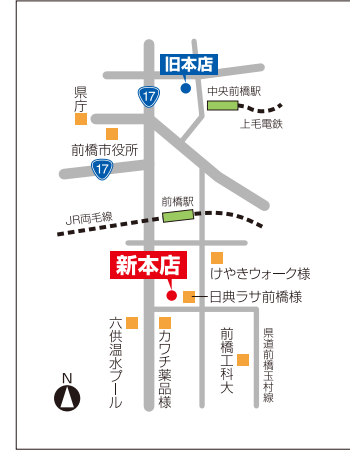 旧本店
17
中央前橋駅
県庁
上毛電鉄
前橋市役所
17
前橋駅
JR両毛線
新本店
けやきウォーク様
日典ラサ前橋様
六供温水プール
カワチ薬品様
前橋工科大
県道前橋玉村線
N